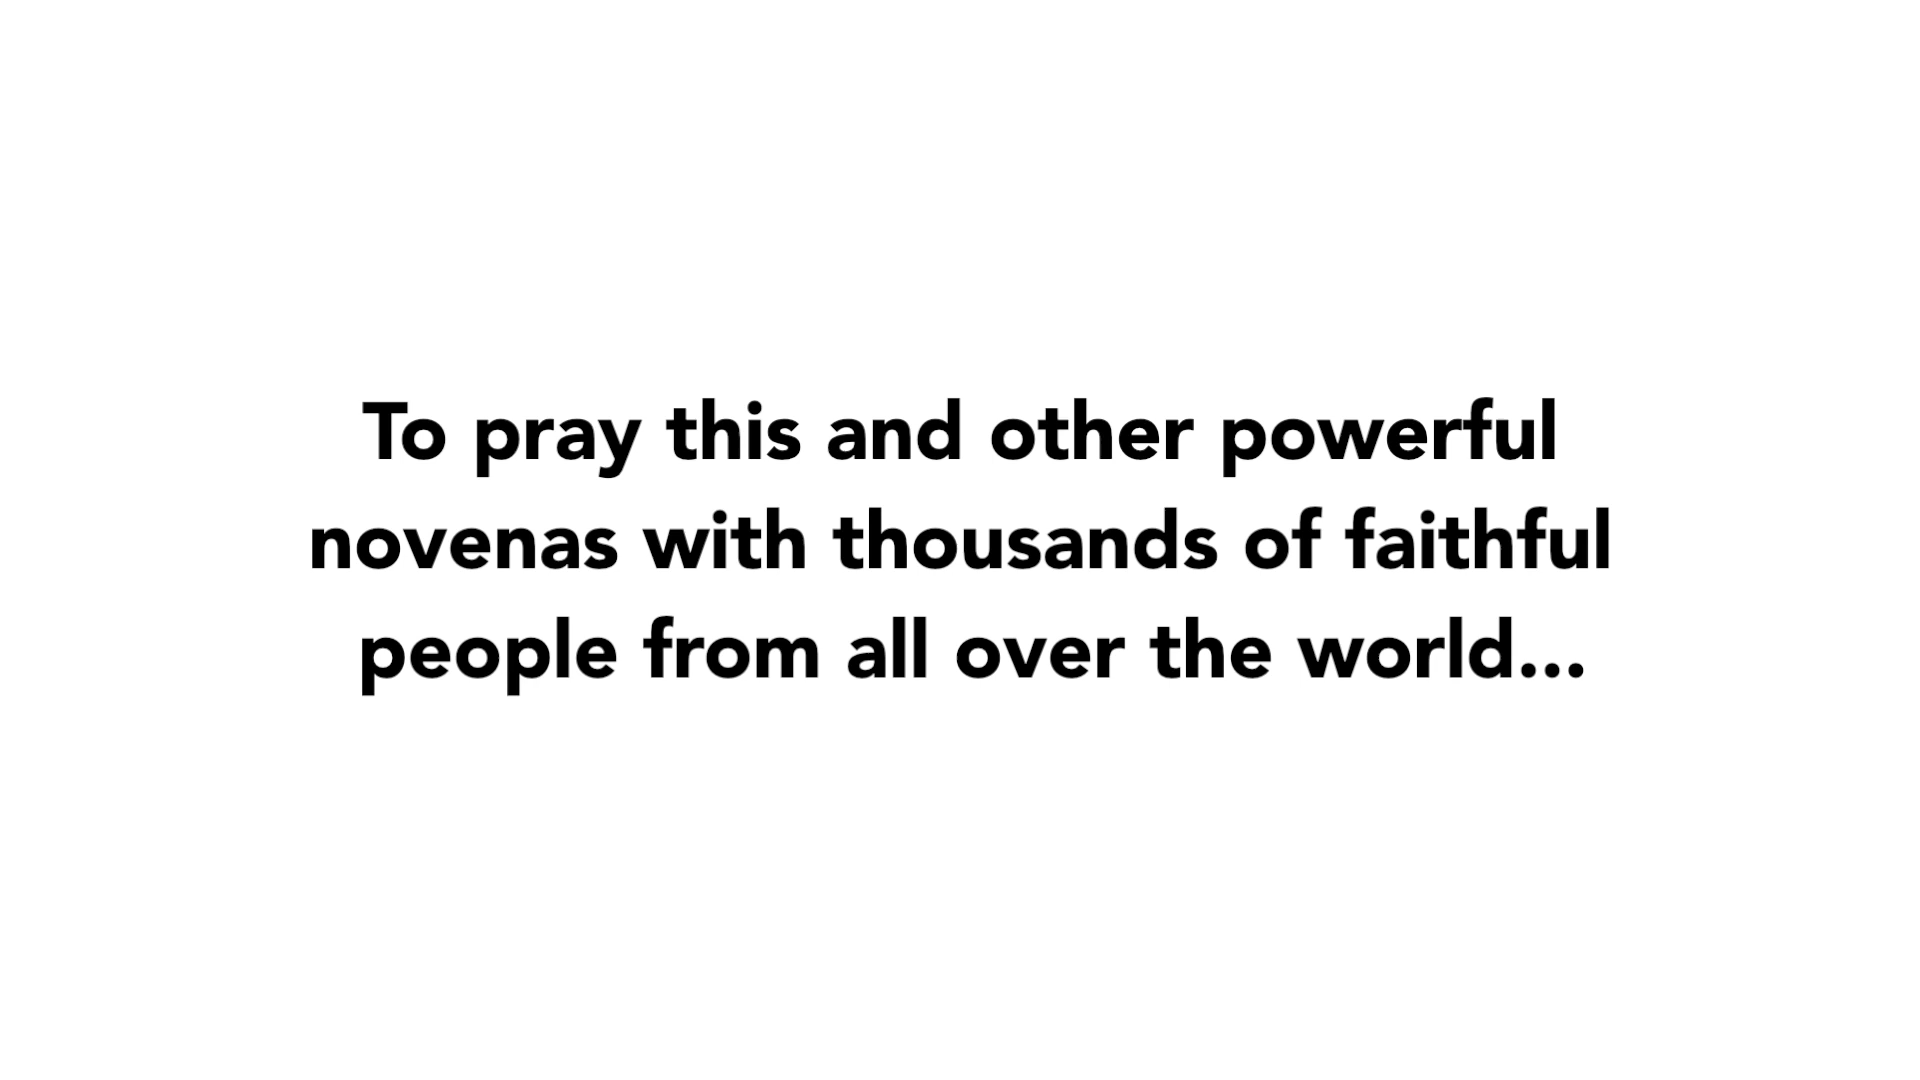 To pray this and other powerful
novenas with thousands of faithful
people from all over the world...